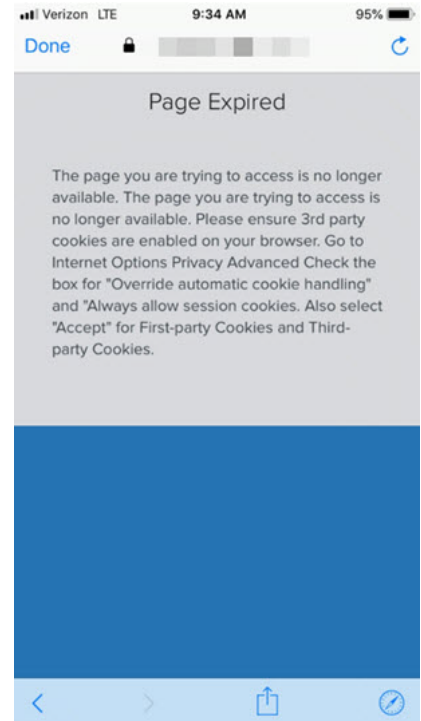 Verizon LTE 9:34 AM 95%
Done
Page Expired
The page you are trying to access is no longer
available. The page you are trying to access is
no longer available. Please ensure 3rd party
cookies are enabled on your browser. Go to
Internet Options Privacy Advanced Check the
box for "Override automatic cookie handling"
and "Always allow session cookies. Also select
"Accept" for First-party Cookies and Third-
party Cookies.